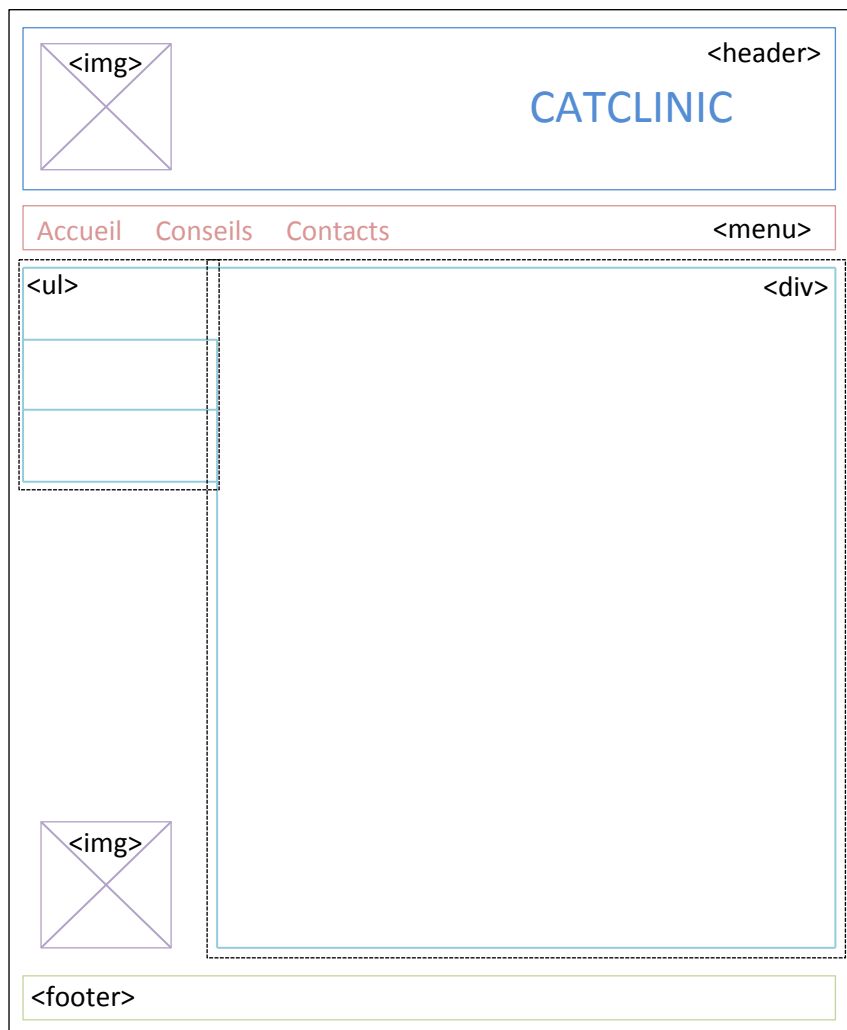 <img>
<header>
CATCLINIC
Accueil Conseils Contacts <menu>
<ul>
<div>
<img>
<footer>